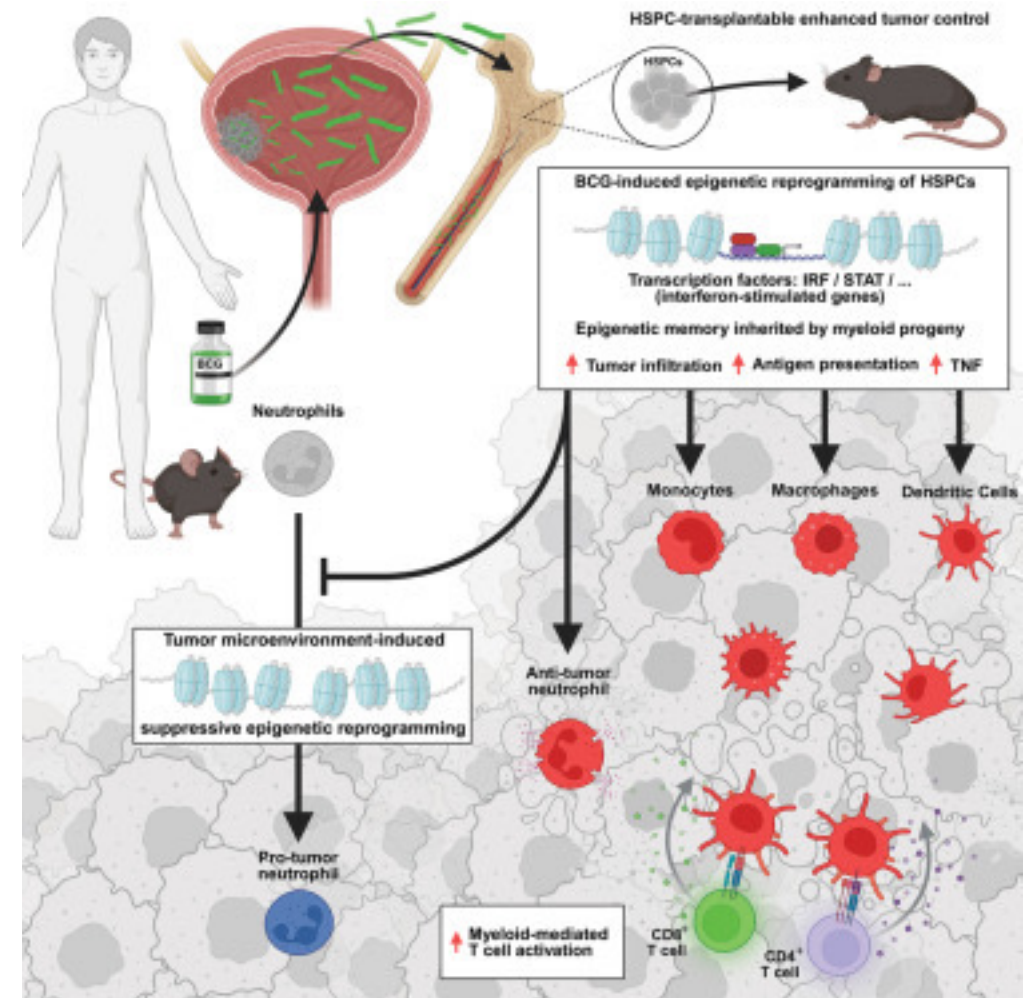 HSPC-transplantable enhanced tumor control
HSPCs
BCG-induced epigenetic reprogramming of HSPCs
Transcription factors: IRF / STAT / ...
(interferon-stimulated genes)
Epigenetic memory inherited by myeloid progeny
Tumor infiltration
Antigen presentation
TNF
BCG
Neutrophils
Monocytes
Macrophages
Dendritic Cells
Tumor microenvironment-induced
suppressive epigenetic reprogramming
Anti-tumor
neutrophil
Pro-tumor
neutrophil
Myeloid-mediated
T cell activation
CD8+
T cell
CD4+
T cell